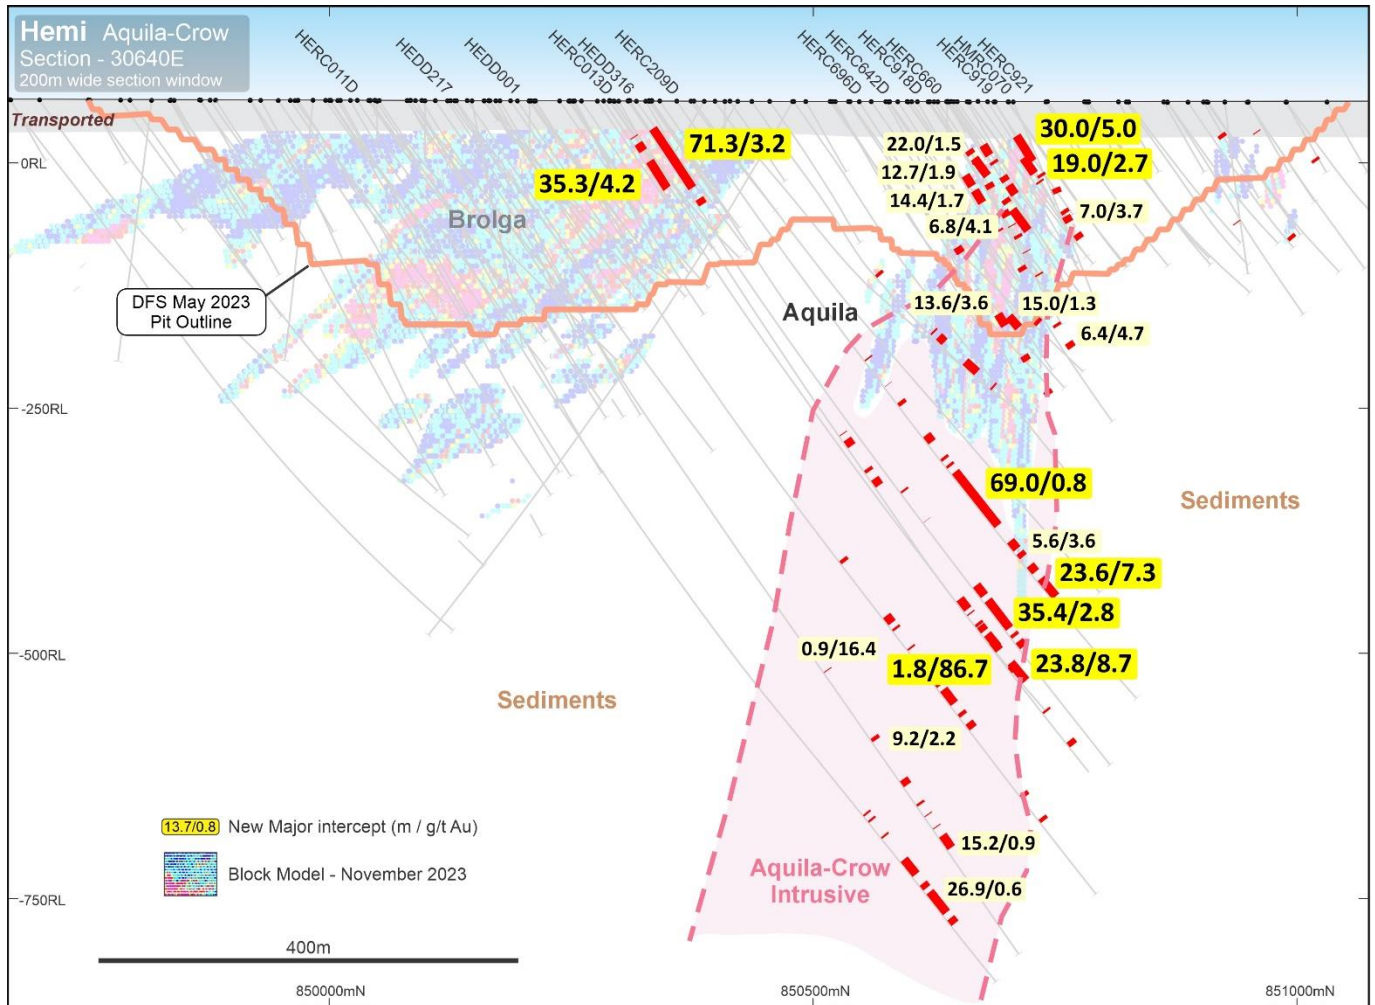 Hemi Aquila-Crow
Section - 30640E
200m wide section window
HERC011D
HEDD217
HEDD001
HERC013D
HEDD316
HERC209D
HERC696D
HERC642D
HERC918D
HERC660
HERC979
HMRC070
HERC921
Transported
0RL
-250RL
-500RL
-750RL
71.3/3.2
35.3/4.2
Brolga
30.0/5.0
19.0/2.7
22.0/1.5
12.7/1.9
14.4/1.7
6.8/4.1
7.0/3.7
DFS May 2023
Pit Outline
Aquila
13.6/3.6
15.0/1.3
6.4/4.7
69.0/0.8
Sediments
5.6/3.6
23.6/7.3
35.4/2.8
0.9/16.4
1.8/86.7
23.8/8.7
Sediments
9.2/2.2
13.7/0.8 New Major intercept (m / g/t Au)
Block Model - November 2023
15.2/0.9
Aquila-Crow
Intrusive
26.9/0.6
400m
850000mN
850500mN
851000mN